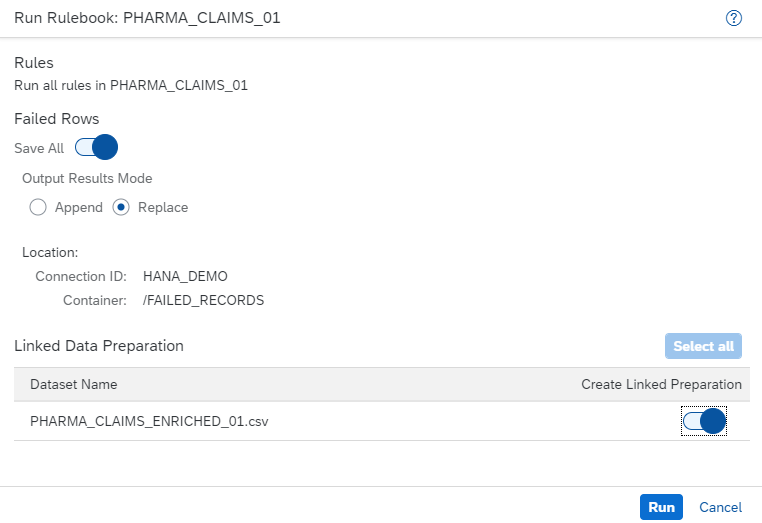 Run Rulebook: PHARMA_CLAIMS_01
?
Rules
Run all rules in PHARMA_CLAIMS_01
Failed Rows
Save All
Output Results Mode
Append Replace
Location:
Connection ID: HANA_DEMO
Container: /FAILED_RECORDS
Linked Data Preparation Select all
Dataset Name Create Linked Preparation
PHARMA_CLAIMS_ENRICHED_01.csv
Run Cancel